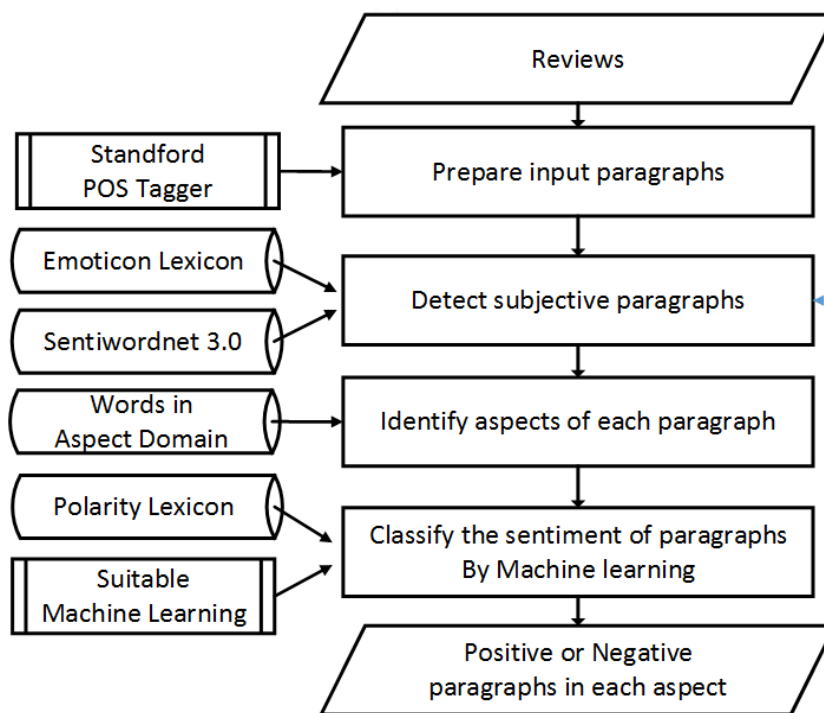 Reviews
Standford
POS Tagger
Prepare input paragraphs
Emoticon Lexicon
Detect subjective paragraphs
Sentiwordnet 3.0
Words in
Aspect Domain
Identify aspects of each paragraph
Polarity Lexicon
Classify the sentiment of paragraphs
By Machine learning
Suitable
Machine Learning
Positive or Negative
paragraphs in each aspect